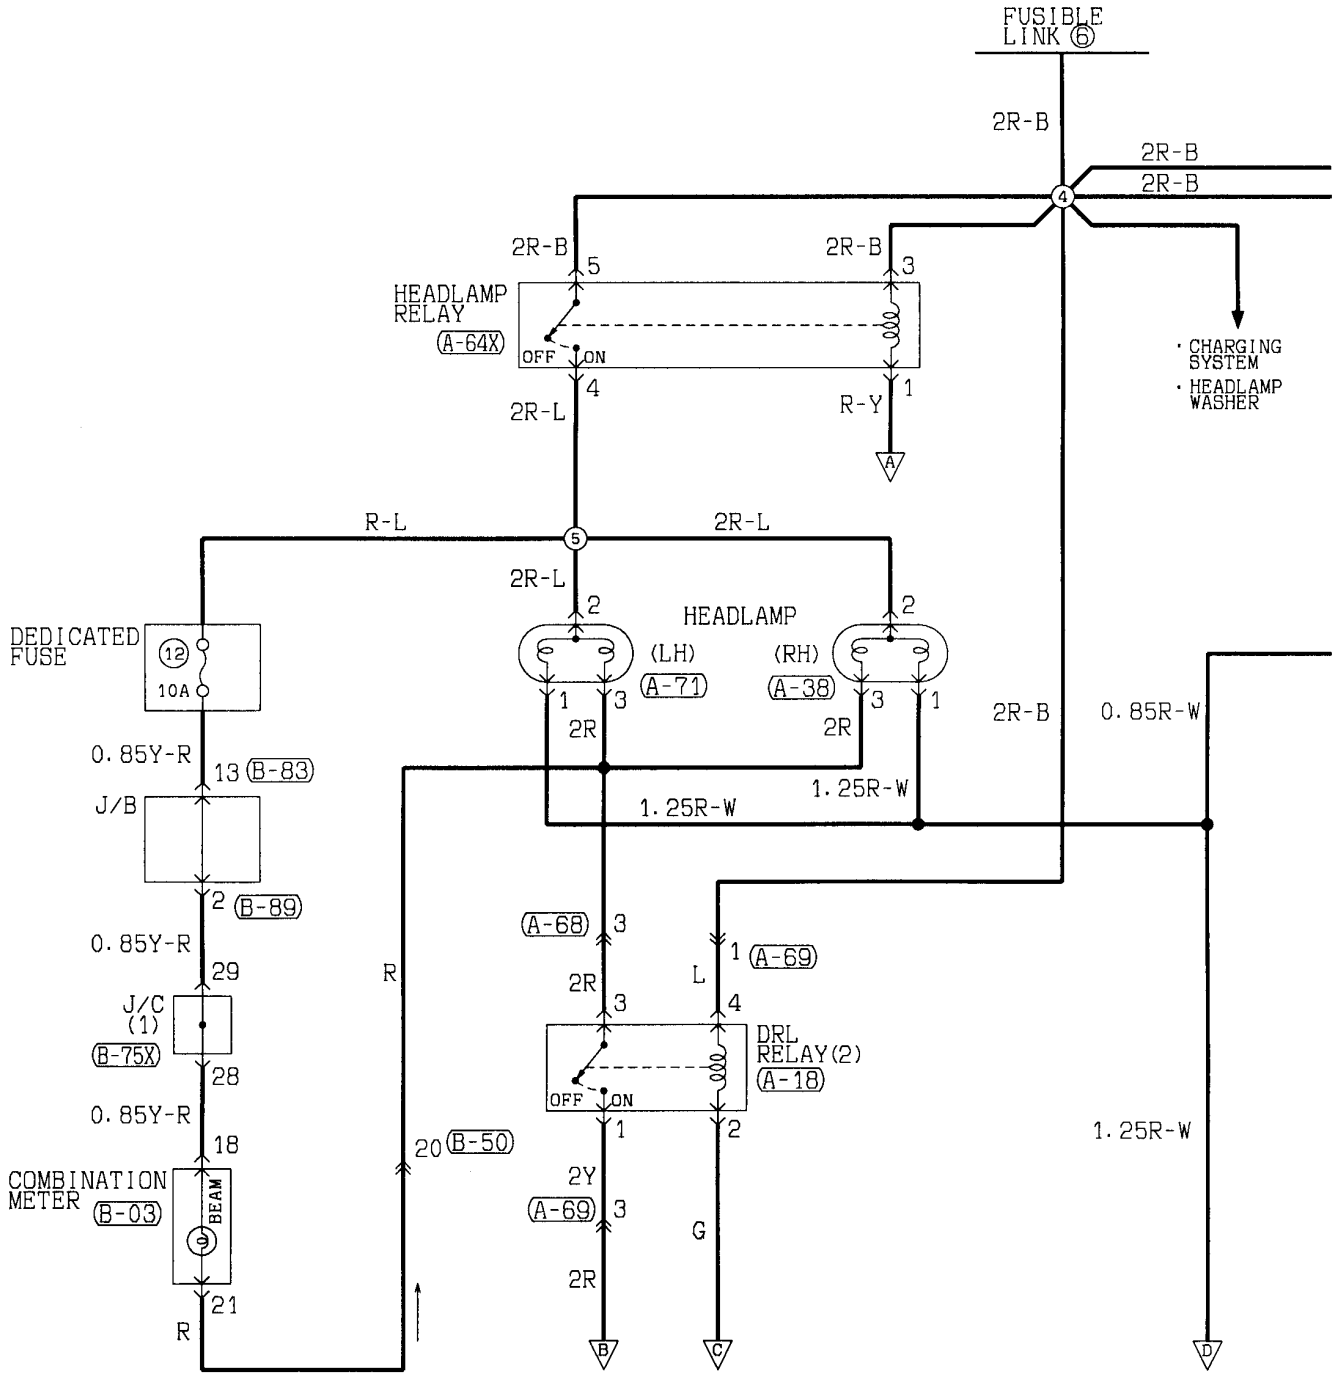 FUSIBLE
LINK ⑥
2R-B
2R-B
2R-B
4
2R-B
2R-B
5
3
HEADLAMP
RELAY
A-64X
OFF
ON
4
1
2R-L
R-Y
A
· CHARGING
SYSTEM
· HEADLAMP
WASHER
R-L
2R-L
5
2R-L
2
HEADLAMP
2
DEDICATED
FUSE
12
10A
(LH)
A-71
(RH)
A-38
1
3
3
1
2R
2R
2R-B
0.85R-W
0.85Y-R
13
B-83
J/B
1.25R-W
1.25R-W
2
B-89
A-68
3
1
A-69
0.85Y-R
29
R
2R
L
J/C
(1)
B-75X
3
4
DRL
RELAY(2)
A-18
28
OFF
ON
0.85Y-R
1
2
18
20
B-50
1.25R-W
COMBINATION
METER
B-03
BEAM
2Y
A-69
3
G
21
2R
R
B
C
D